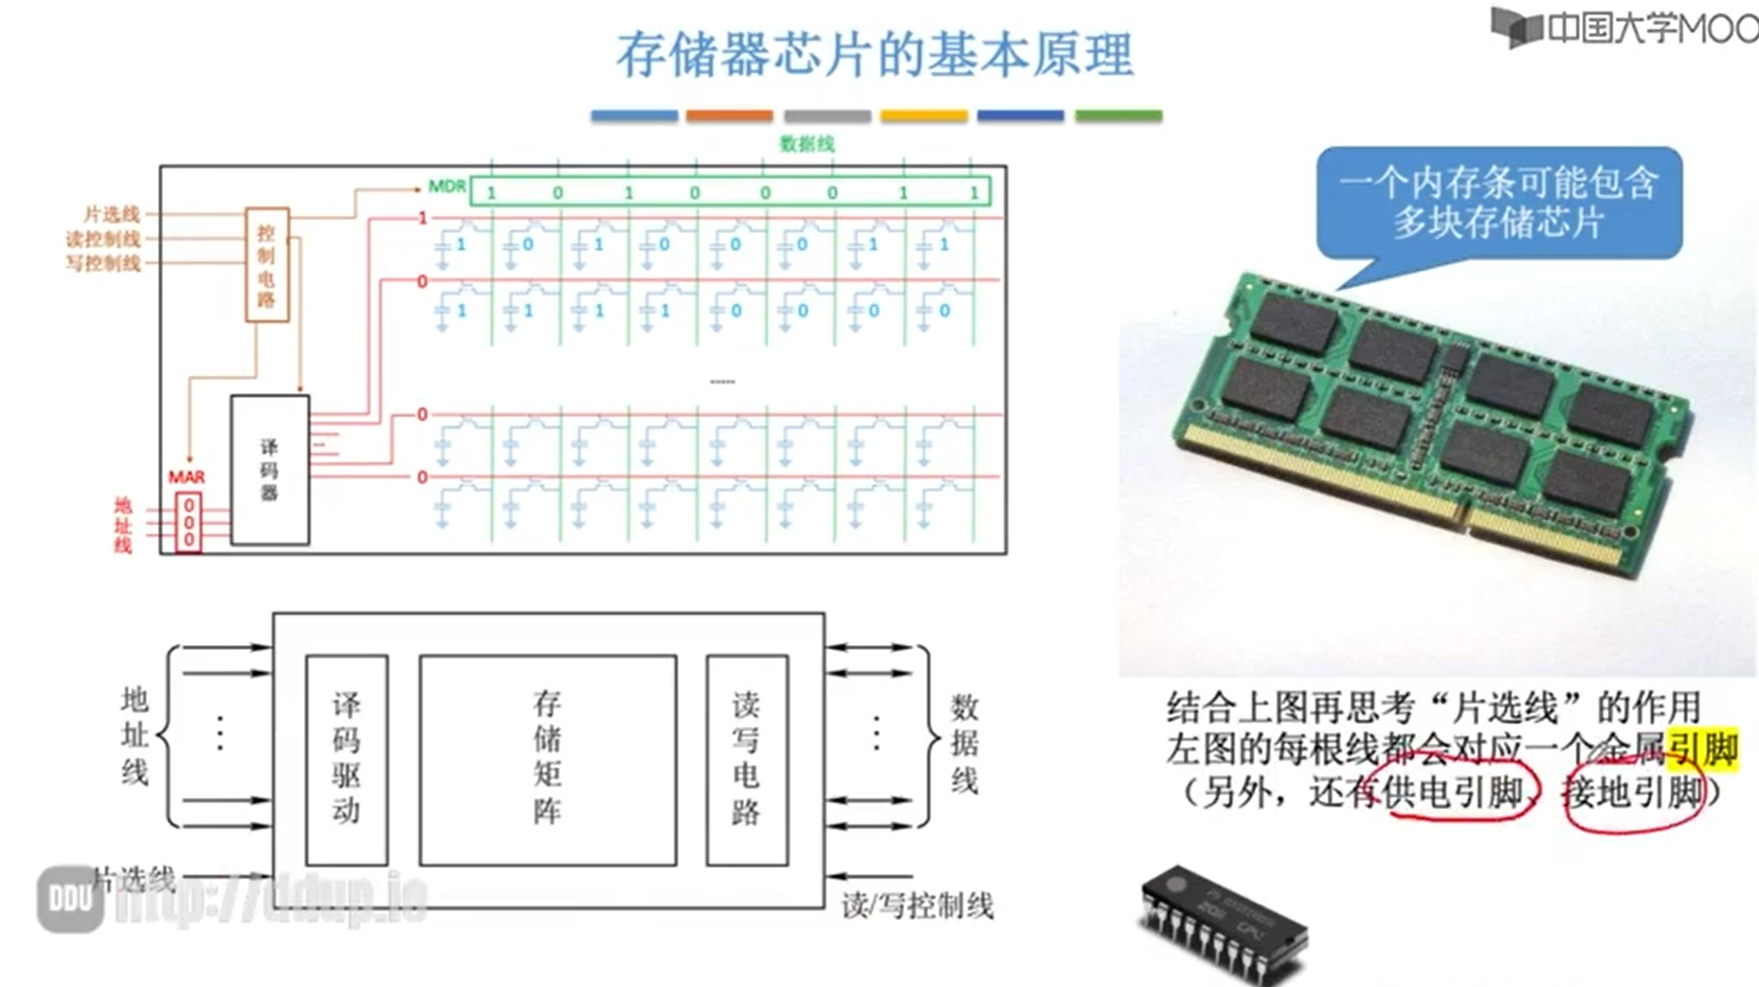 中国大学MOO
存储器芯片的基本原理
数据线
MDR 1 0 1 0 0 0 1 1
片选线
读控制线
写控制线
控制电路
1
1 0 1 0 0 0 1 1
0
1 1 1 1 0 0 0 0
......
0
0
译码器
MAR
地址线
0
0
0
一个内存条可能包含
多块存储芯片
地址线
译码驱动
存储矩阵
读写电路
数据线
片选线
读/写控制线
结合上图再思考“片选线”的作用
左图的每根线都会对应一个金属引脚
（另外，还有供电引脚、接地引脚）
DDU http://ddup.io